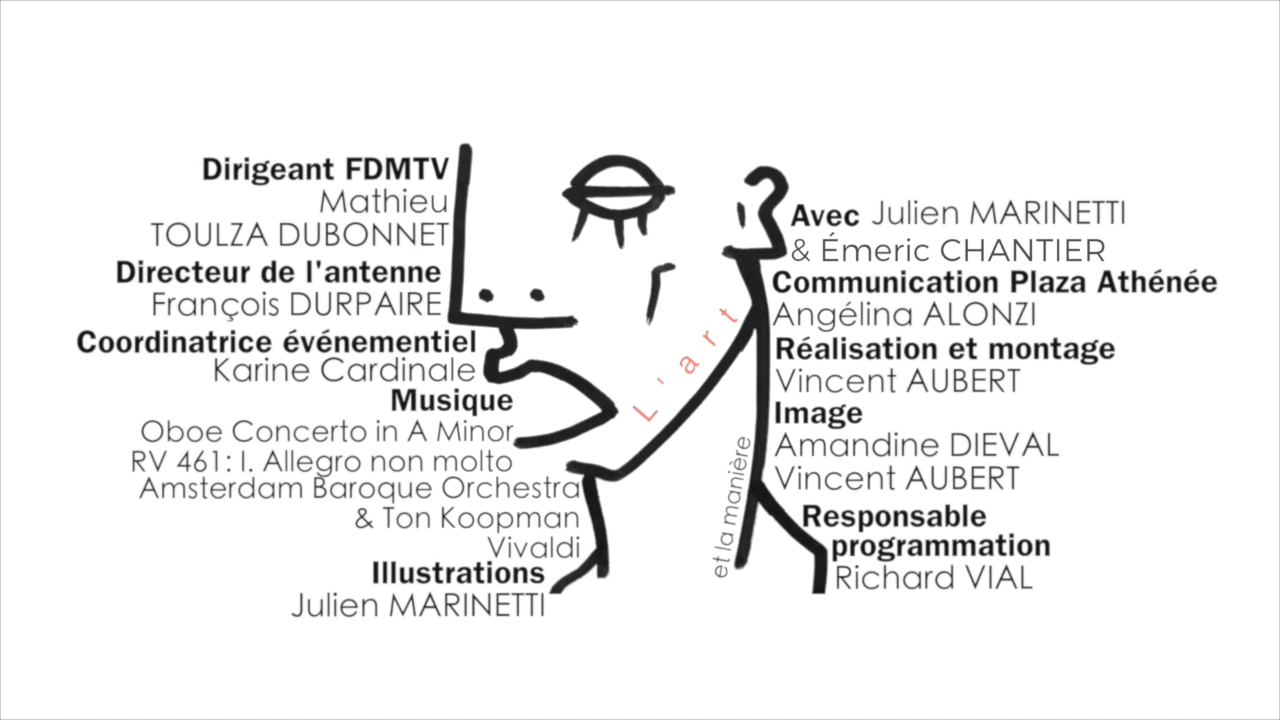 Dirigeant FDMTV
Mathieu
TOULZA DUBONNET
Directeur de l'antenne
François DURPAIRE
Coordinatrice événementiel
Karine Cardinale
Musique
Oboe Concerto in A Minor
RV 461: I. Allegro non molto
Amsterdam Baroque Orchestra
& Ton Koopman
Vivaldi
Illustrations
Julien MARINETTI
L'art
et la manière
Avec Julien MARINETTI
& Émeric CHANTIER
Communication Plaza Athénée
Angélina ALONZI
Réalisation et montage
Vincent AUBERT
Image
Amandine DIEVAL
Vincent AUBERT
Responsable
programmation
Richard VIAL